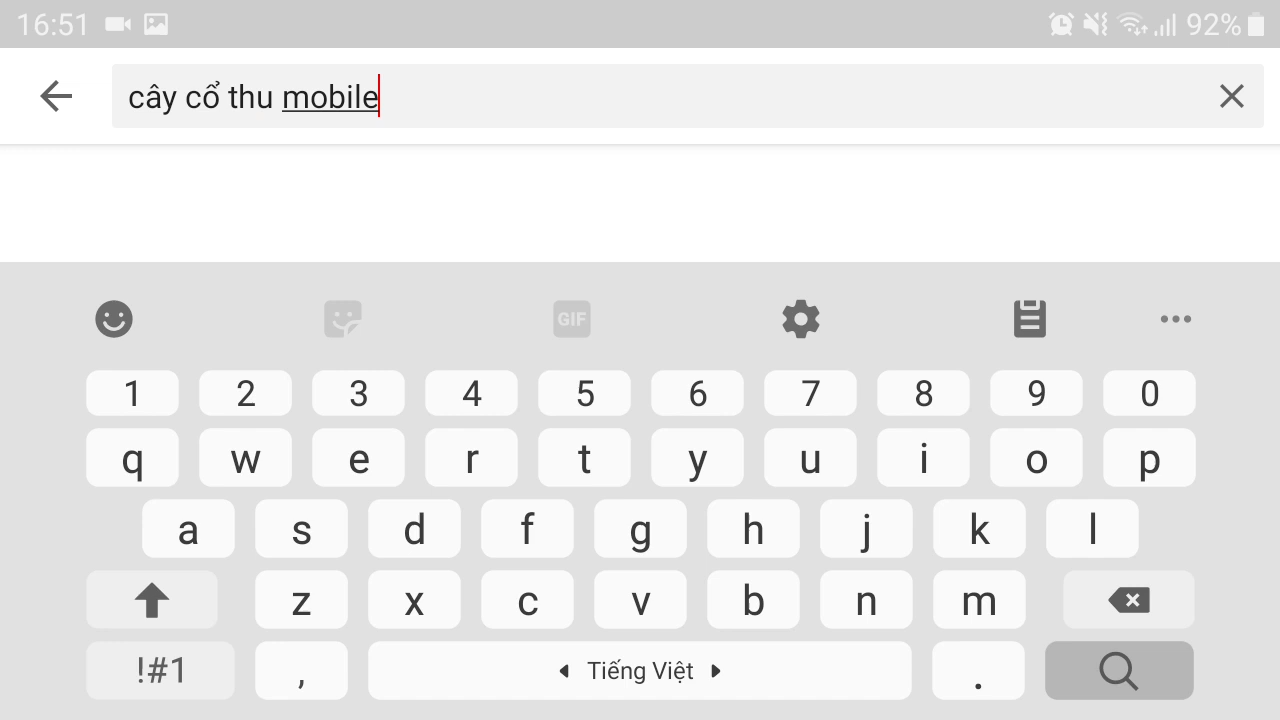 16:51 92%
cây cổ thu mobile
GIF
1 2 3 4 5 6 7 8 9 0
q w e r t y u i o p
a s d f g h j k l
z x c v b n m
!#1 , Tiếng Việt .